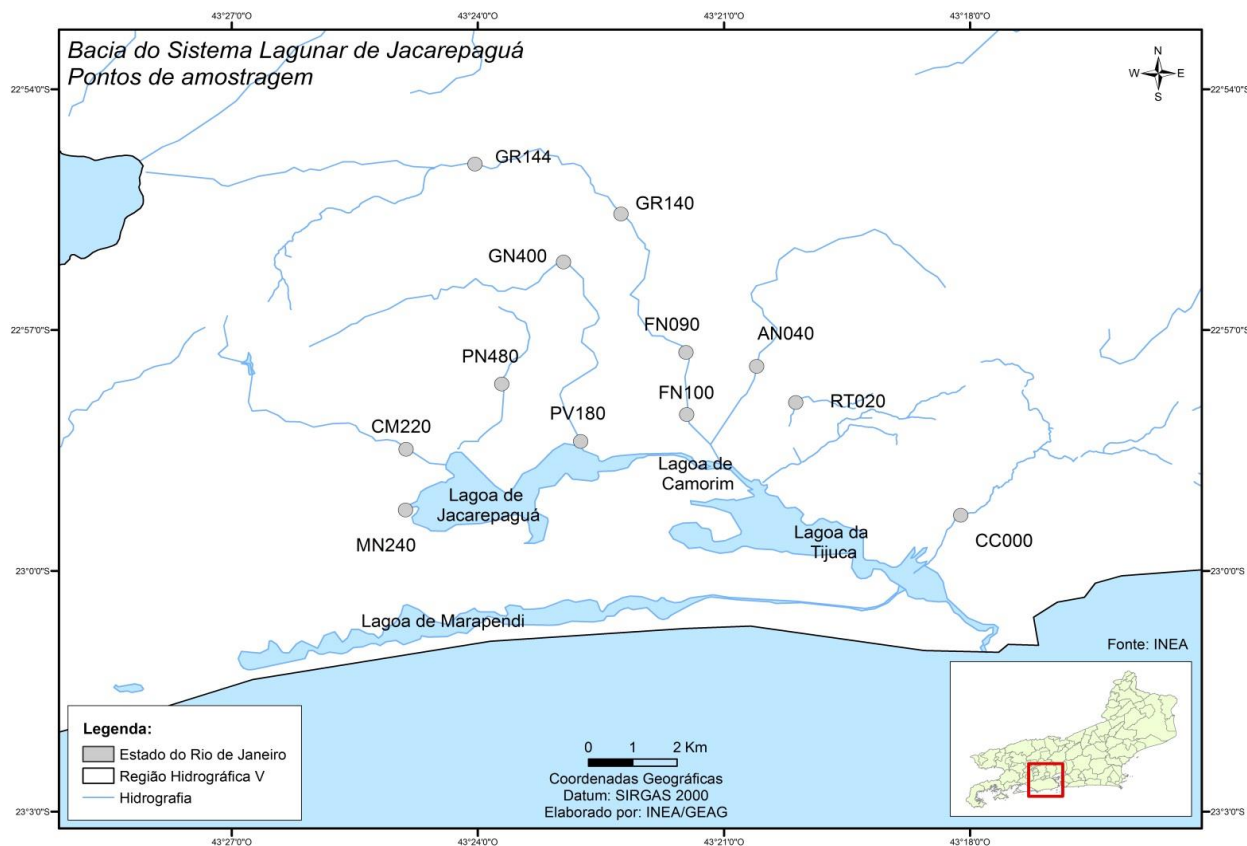 43°27'0"O
43°24'0"O
43°21'0"O
43°18'0"O
Bacia do Sistema Lagunar de Jacarepaguá
Pontos de amostragem
N
W
E
S
22°54'0"S
22°54'0"S
GR144
GR140
GN400
22°57'0"S
22°57'0"S
FN090
AN040
PN480
FN100
RT020
PV180
CM220
Lagoa de
Camorim
Lagoa de
Jacarepaguá
Lagoa da
Tijuca
MN240
CC000
23°0'0"S
23°0'0"S
Lagoa de Marapendi
Fonte: INEA
Legenda:
Estado do Rio de Janeiro
Região Hidrográfica V
Hidrografia
0 1 2 Km
Coordenadas Geográficas
Datum: SIRGAS 2000
Elaborado por: INEA/GEAG
23°3'0"S
23°3'0"S
43°27'0"O
43°24'0"O
43°21'0"O
43°18'0"O